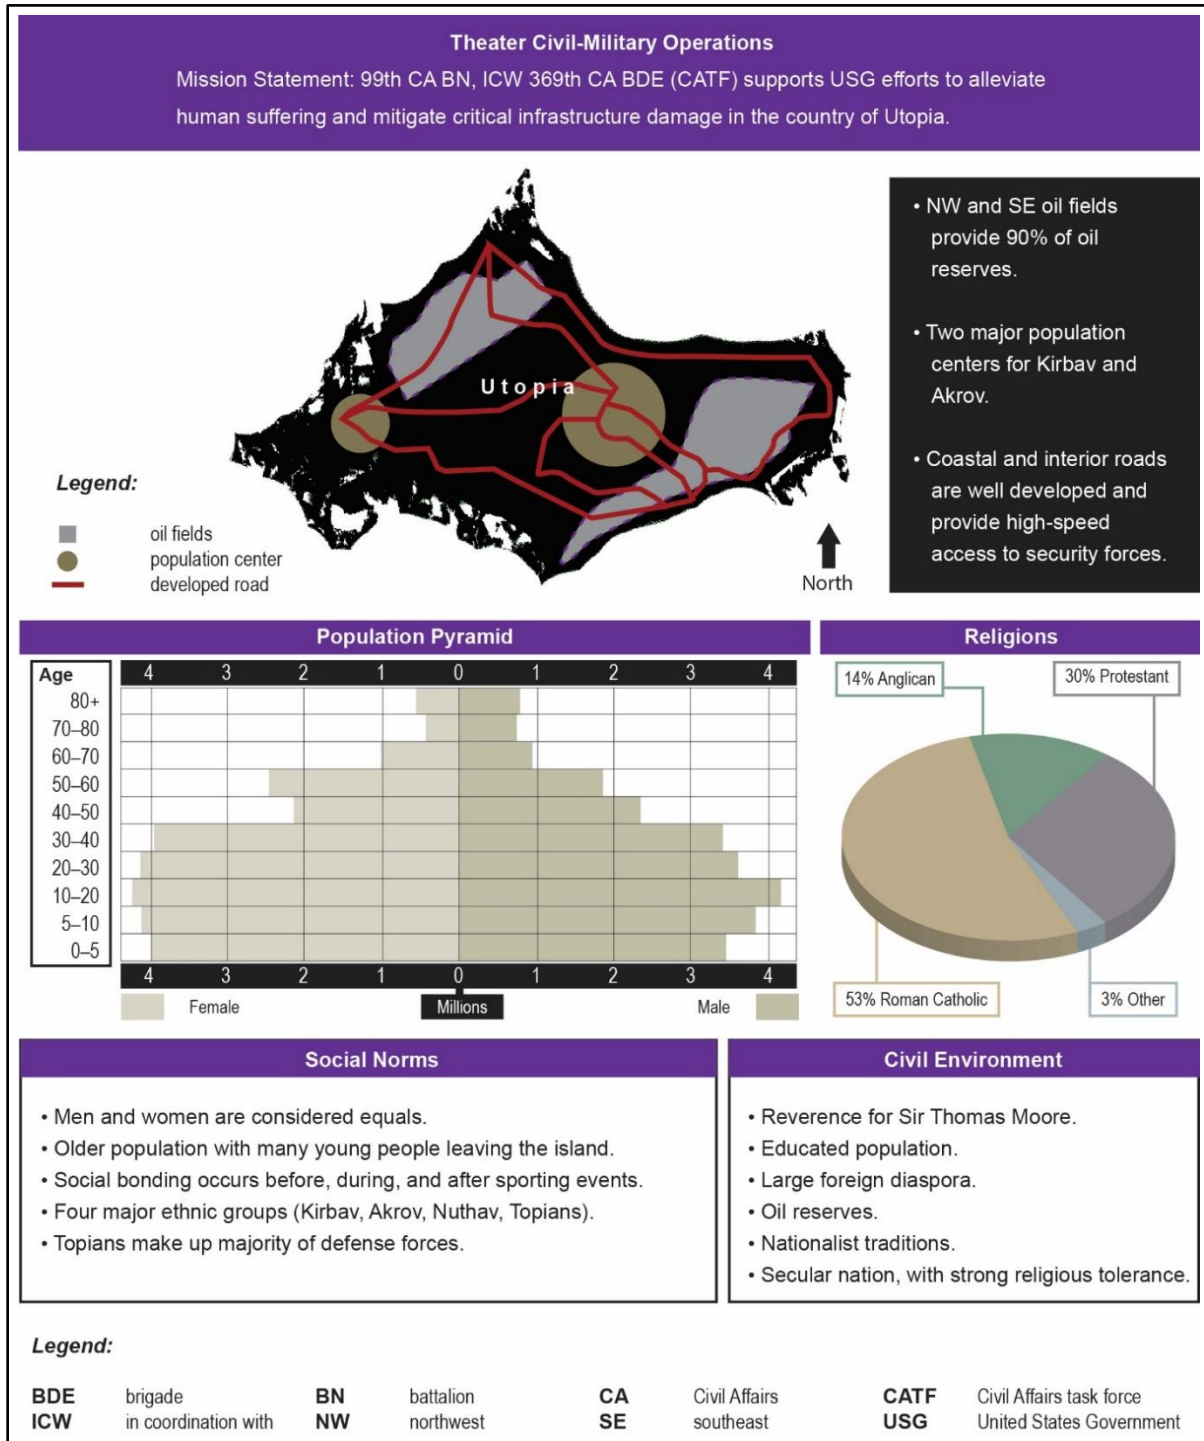 Theater Civil-Military Operations
Mission Statement: 99th CA BN, ICW 369th CA BDE (CATF) supports USG efforts to alleviate
human suffering and mitigate critical infrastructure damage in the country of Utopia.
Utopia
Legend:
oil fields
population center
developed road
North
• NW and SE oil fields
provide 90% of oil
reserves.
• Two major population
centers for Kirbav and
Akrov.
• Coastal and interior roads
are well developed and
provide high-speed
access to security forces.
Population Pyramid
Age
4 3 2 1 0 1 2 3 4
80+
70–80
60–70
50–60
40–50
30–40
20–30
10–20
5–10
0–5
4 3 2 1 0 1 2 3 4
Female Millions Male
Religions
14% Anglican
30% Protestant
53% Roman Catholic
3% Other
Social Norms
• Men and women are considered equals.
• Older population with many young people leaving the island.
• Social bonding occurs before, during, and after sporting events.
• Four major ethnic groups (Kirbav, Akrov, Nuthav, Topians).
• Topians make up majority of defense forces.
Civil Environment
• Reverence for Sir Thomas Moore.
• Educated population.
• Large foreign diaspora.
• Oil reserves.
• Nationalist traditions.
• Secular nation, with strong religious tolerance.
Legend:
BDE brigade BN battalion CA Civil Affairs CATF Civil Affairs task force
ICW in coordination with NW northwest SE southeast USG United States Government